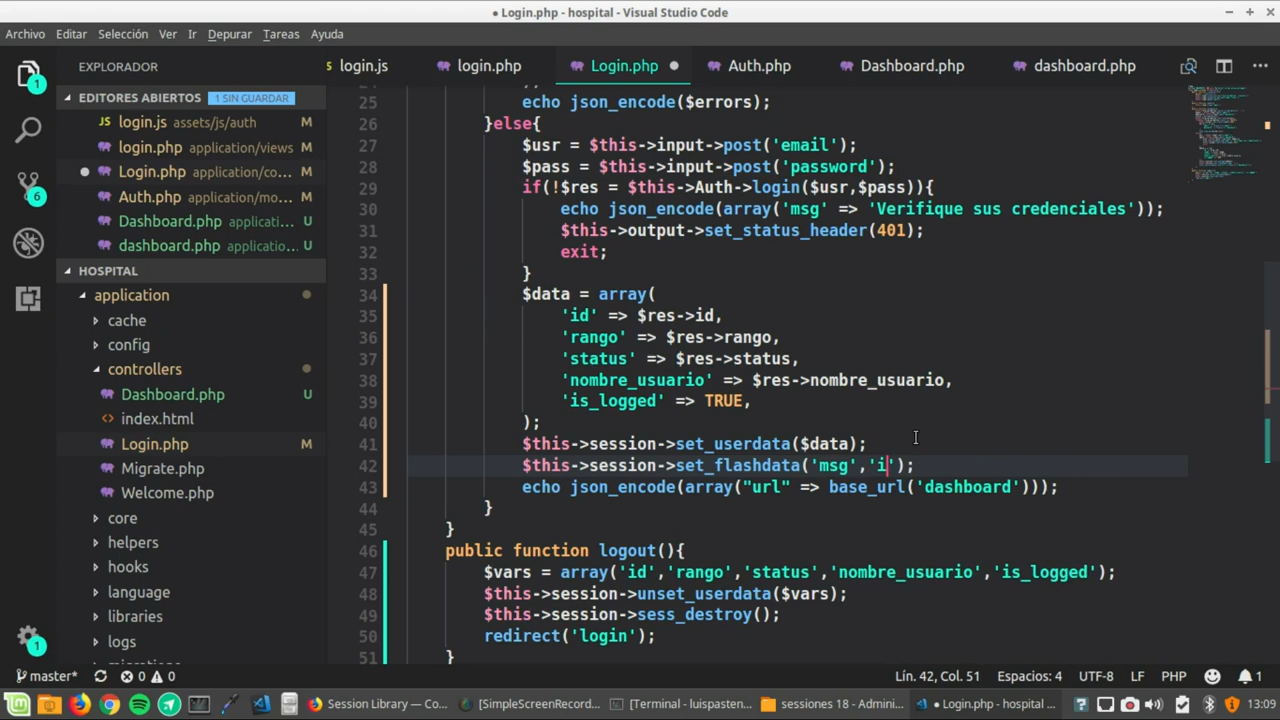 ● Login.php - hospital - Visual Studio Code
Archivo Editar Selección Ver Ir Depurar Tareas Ayuda
EXPLORADOR
login.js login.php Login.php Auth.php Dashboard.php dashboard.php
EDITORES ABIERTOS 1 SIN GUARDAR
JS login.js assets/js/auth M
login.php application/views M
Login.php application/co... M
Auth.php application/mo... M
Dashboard.php applicati... U
dashboard.php applicatio... U
HOSPITAL
application
cache
config
controllers
Dashboard.php U
index.html
Login.php M
Migrate.php
Welcome.php
core
helpers
hooks
language
libraries
logs
25 echo json_encode($errors);
26 }else{
27 $usr = $this->input->post('email');
28 $pass = $this->input->post('password');
29 if(!$res = $this->Auth->login($usr,$pass)){
30 echo json_encode(array('msg' => 'Verifique sus credenciales'));
31 $this->output->set_status_header(401);
32 exit;
33 }
34 $data = array(
35 'id' => $res->id,
36 'rango' => $res->rango,
37 'status' => $res->status,
38 'nombre_usuario' => $res->nombre_usuario,
39 'is_logged' => TRUE,
40 );
41 $this->session->set_userdata($data);
42 $this->session->set_flashdata('msg','i');
43 echo json_encode(array("url" => base_url('dashboard')));
44 }
45 }
46 public function logout(){
47 $vars = array('id','rango','status','nombre_usuario','is_logged');
48 $this->session->unset_userdata($vars);
49 $this->session->sess_destroy();
50 redirect('login');
51 }
1
6
1
master* 0 0 Lín. 42, Col. 51 Espacios: 4 UTF-8 LF PHP 1
Session Library — Co... [SimpleScreenRecord... [Terminal - luispasten... sessiones 18 - Admini... ● Login.php - hospital ... 13:09